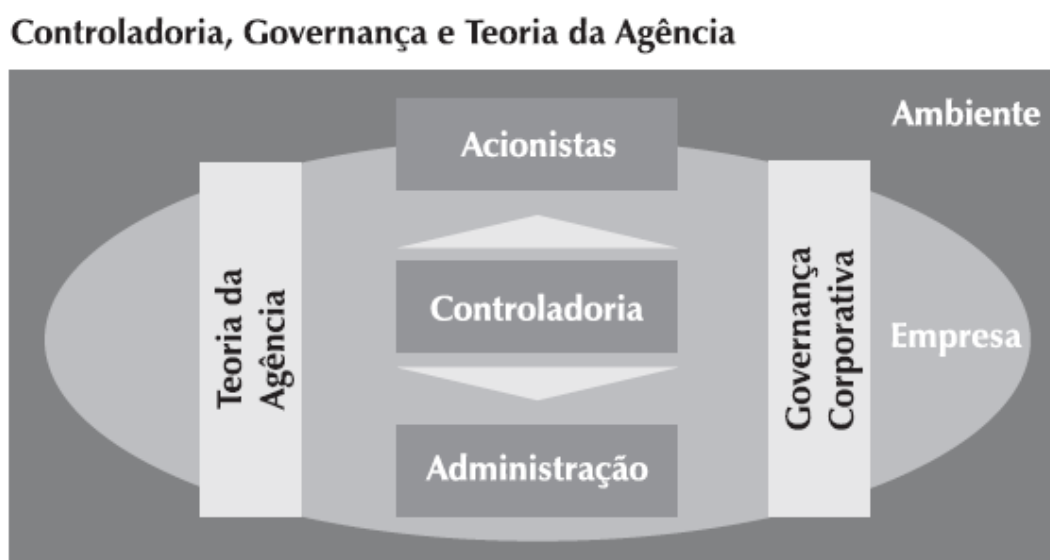 Controladoria, Governança e Teoria da Agência
Ambiente
Acionistas
Teoria da
Agência
Controladoria
Governança
Corporativa
Empresa
Administração